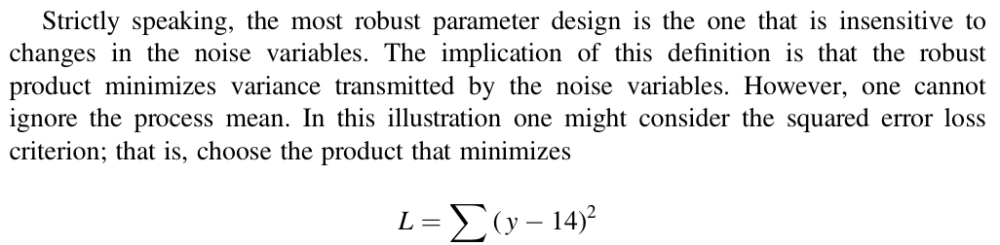 Strictly speaking, the most robust parameter design is the one that is insensitive to
changes in the noise variables. The implication of this definition is that the robust
product minimizes variance transmitted by the noise variables. However, one cannot
ignore the process mean. In this illustration one might consider the squared error loss
criterion; that is, choose the product that minimizes
L = ∑ (y − 14)²